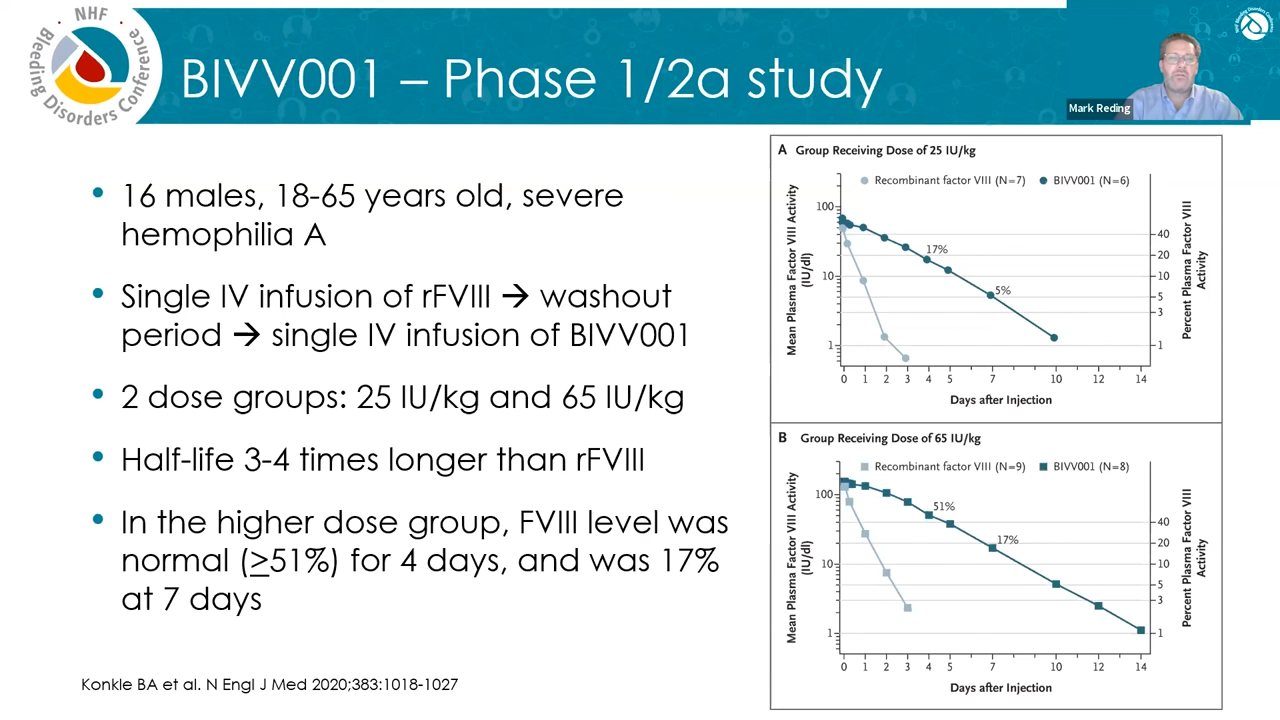 NHF
Bleeding Disorders Conference
BIVV001 – Phase 1/2a study
Mark Reding
• 16 males, 18-65 years old, severe
hemophilia A
• Single IV infusion of rFVIII → washout
period → single IV infusion of BIVV001
• 2 dose groups: 25 IU/kg and 65 IU/kg
• Half-life 3-4 times longer than rFVIII
• In the higher dose group, FVIII level was
normal (≥51%) for 4 days, and was 17%
at 7 days
Konkle BA et al. N Engl J Med 2020;383:1018-1027
A Group Receiving Dose of 25 IU/kg
Recombinant factor VIII (N=7) BIVV001 (N=6)
Mean Plasma Factor VIII Activity
(IU/dl)
100
10
1
17%
5%
40
20
10
5
3
1
Percent Plasma Factor VIII
Activity
0 1 2 3 4 5 7 10 12 14
Days after Injection
B Group Receiving Dose of 65 IU/kg
Recombinant factor VIII (N=9) BIVV001 (N=8)
Mean Plasma Factor VIII Activity
(IU/dl)
100
10
1
51%
17%
40
20
10
5
3
1
Percent Plasma Factor VIII
Activity
0 1 2 3 4 5 7 10 12 14
Days after Injection